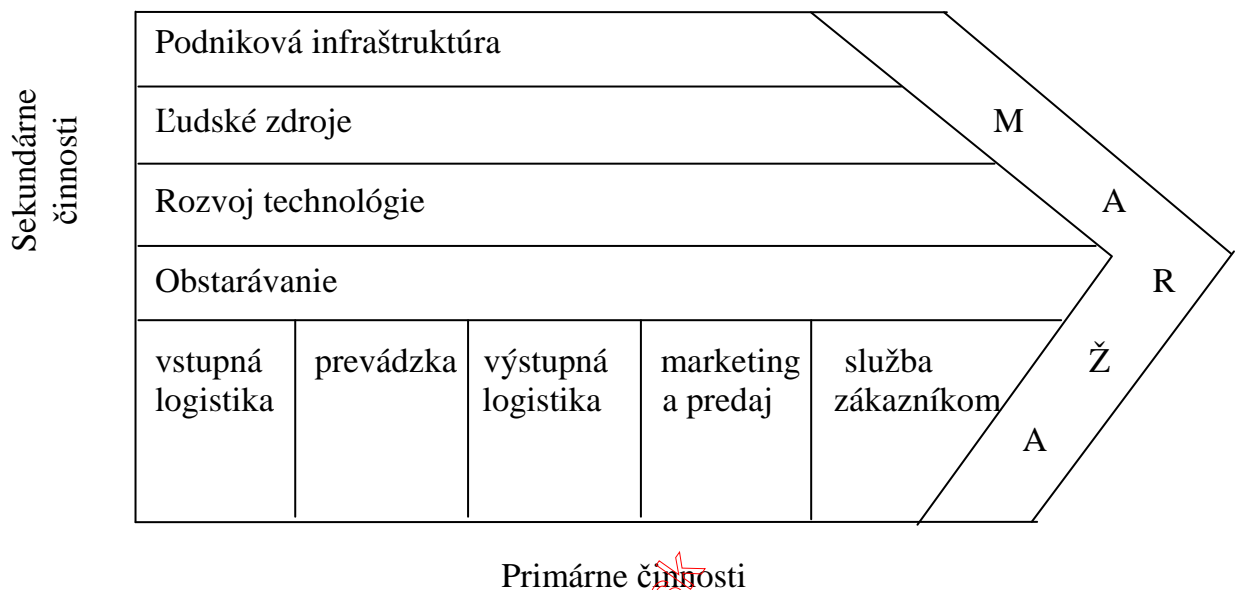 Sekundárne
činnosti
Podniková infraštruktúra
Ľudské zdroje
Rozvoj technológie
Obstarávanie
vstupná
logistika
prevádzka
výstupná
logistika
marketing
a predaj
služba
zákazníkom
M
A
R
Ž
A
Primárne činnosti